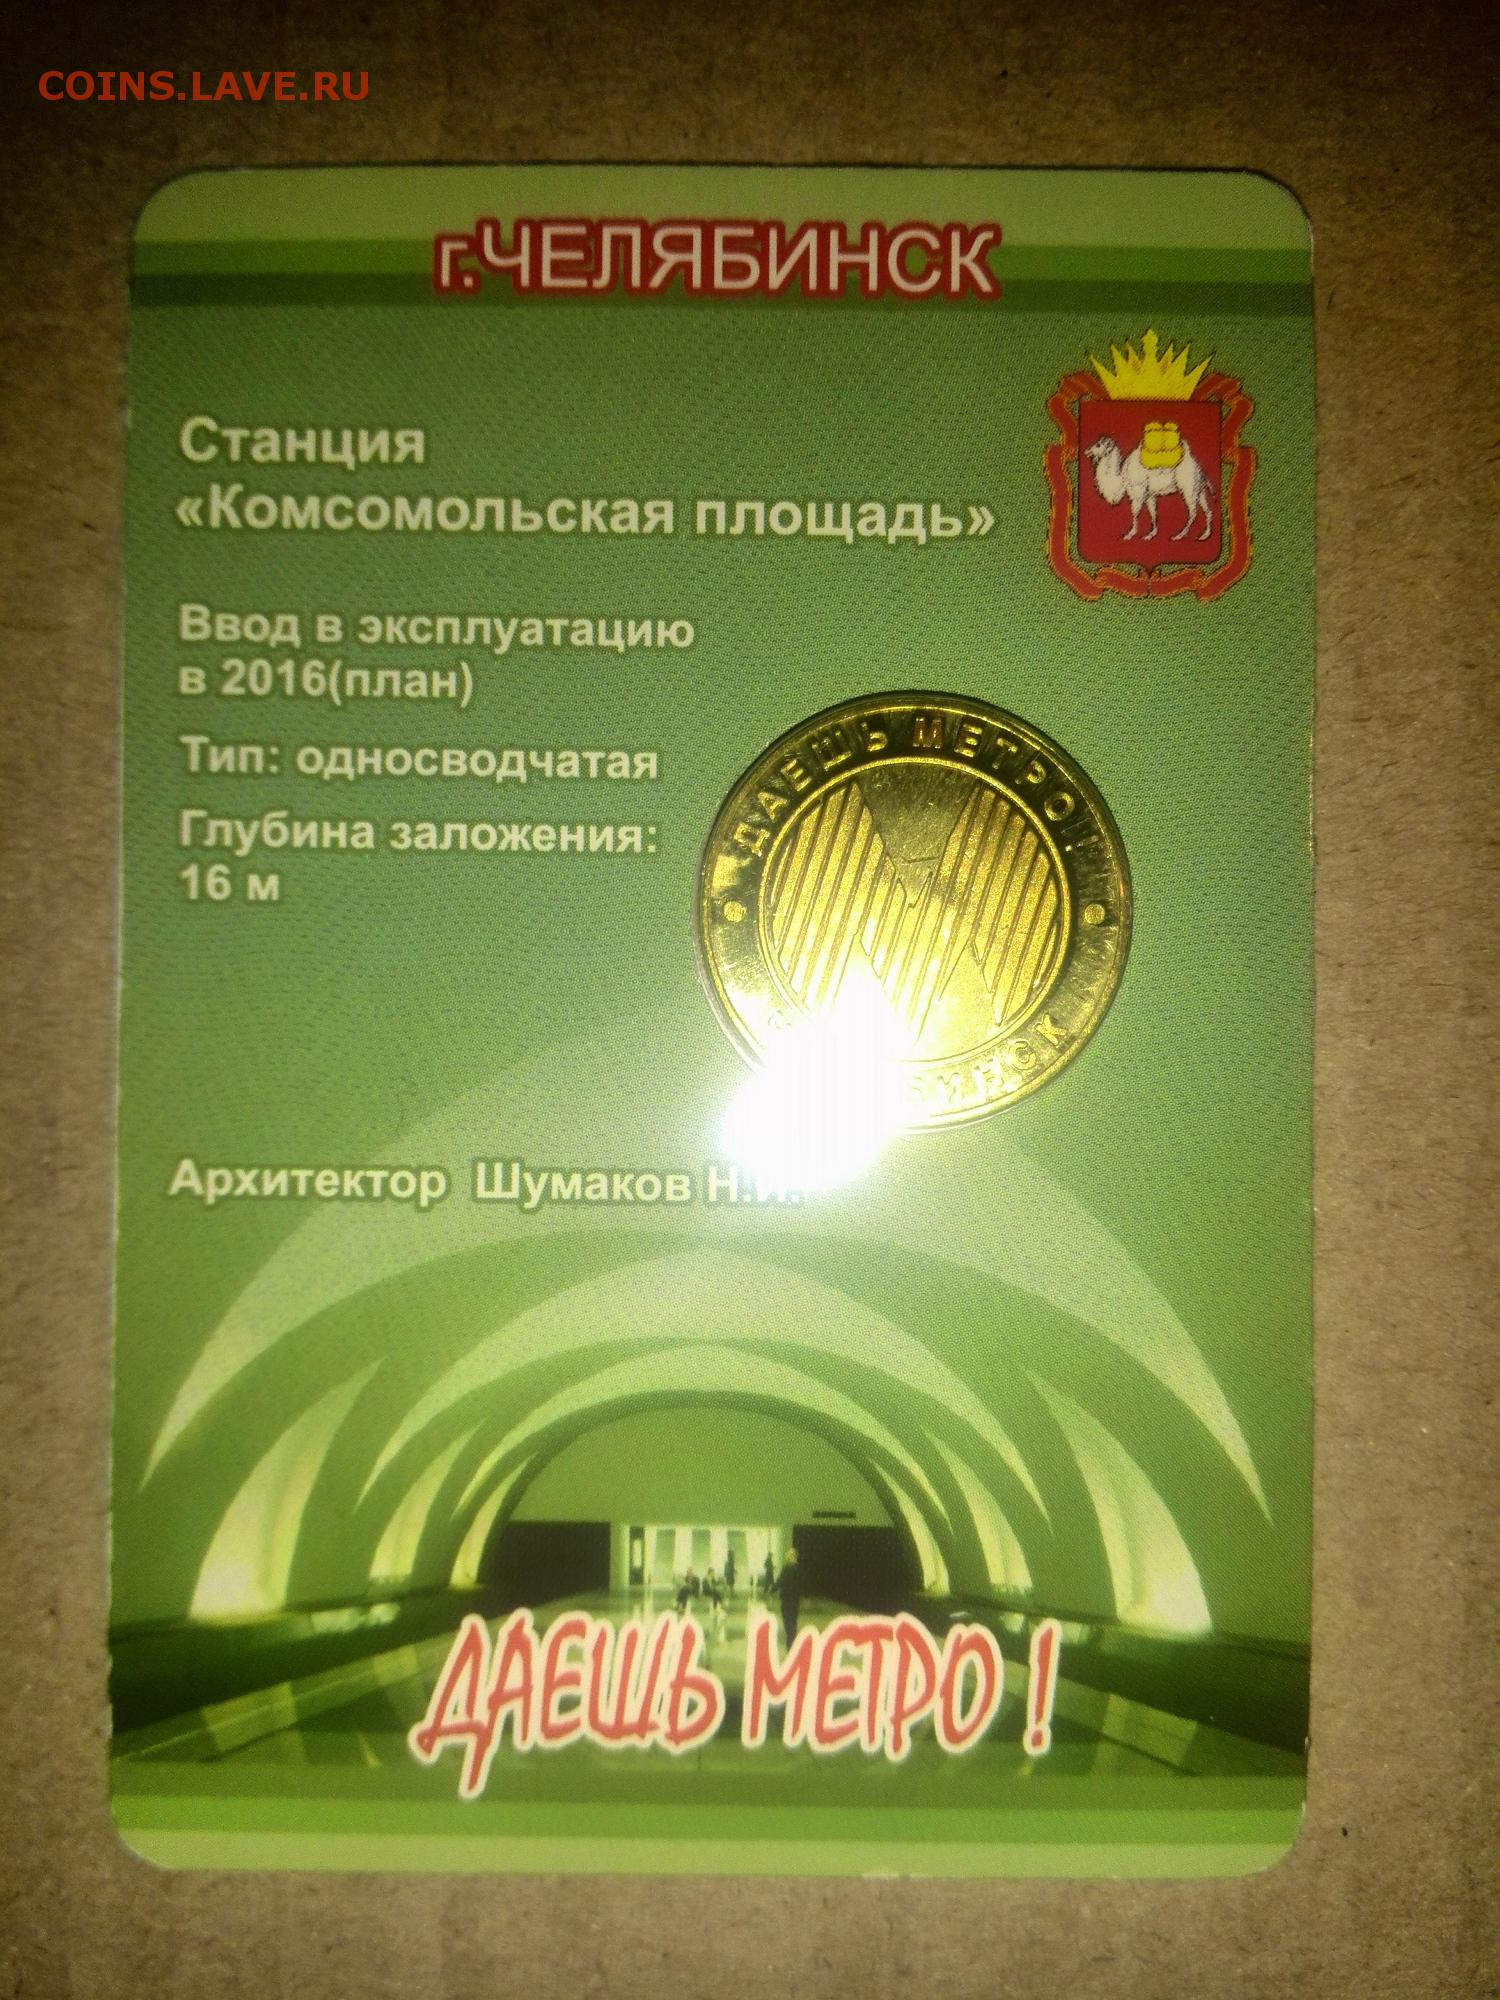 COINS.LAVE.RU
г.ЧЕЛЯБИНСК
Станция
«Комсомольская площадь»
Ввод в эксплуатацию
в 2016(план)
Тип: односводчатая
Глубина заложения:
16 м
ДАЕШЬ МЕТРО!
Архитектор Шумаков Н.И.
ДАЕШЬ МЕТРО !